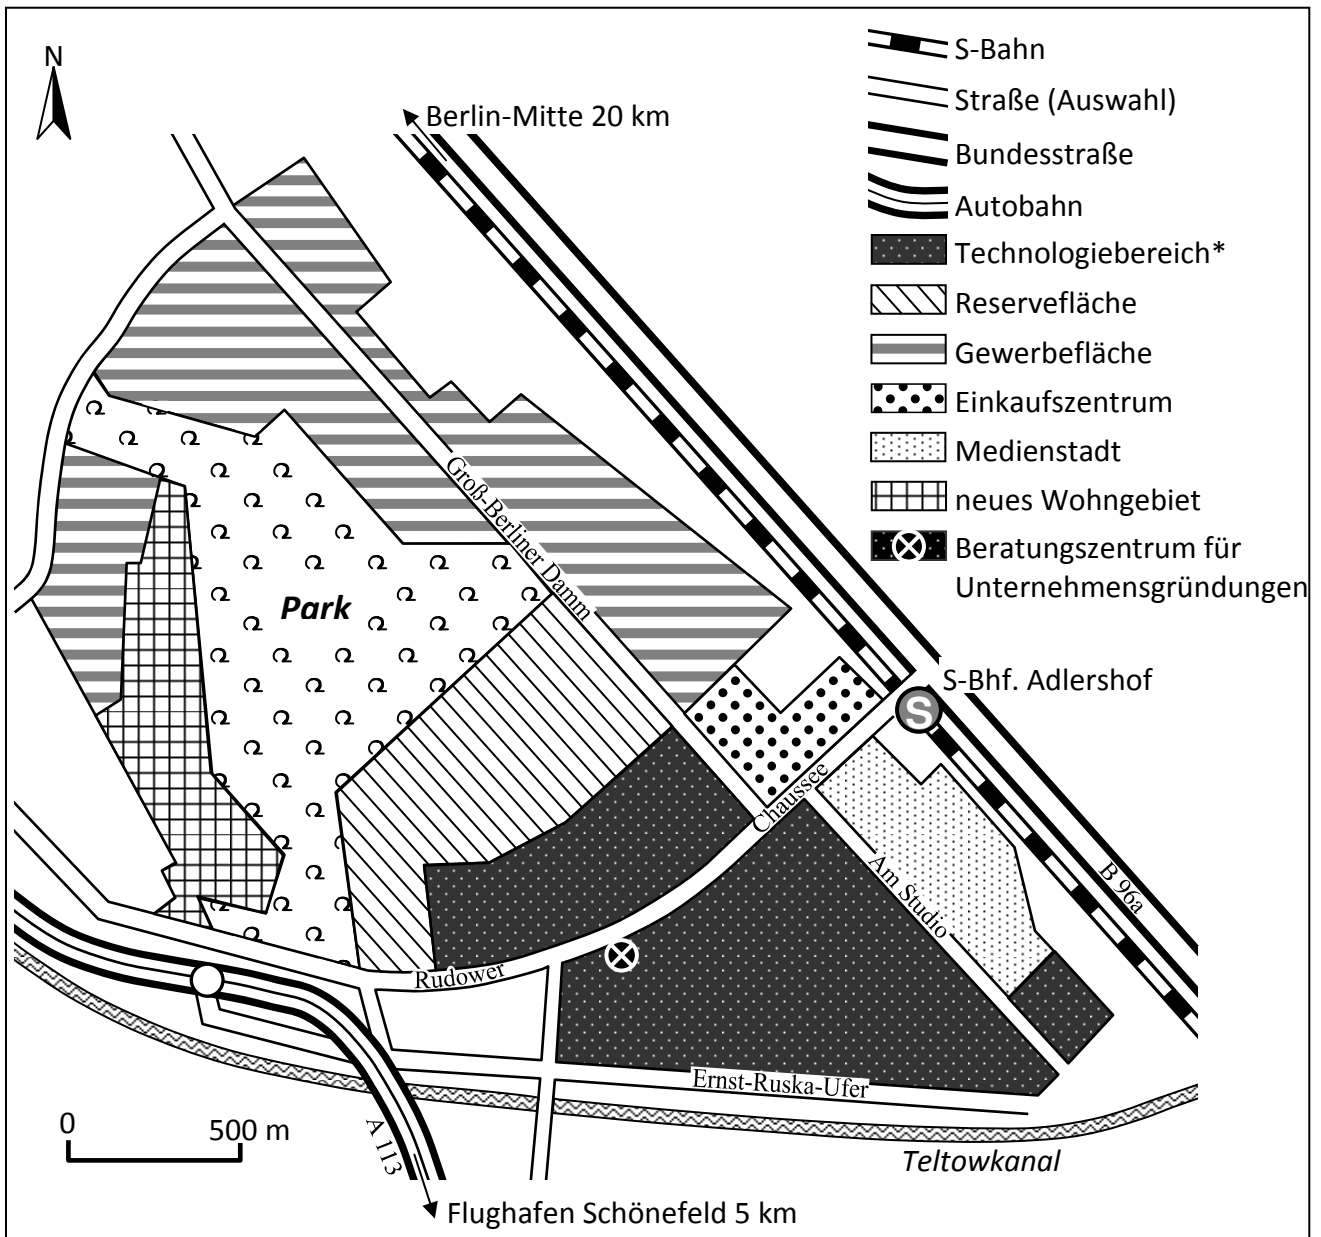 N
Berlin-Mitte 20 km
S-Bahn
Straße (Auswahl)
Bundesstraße
Autobahn
Technologiebereich*
Reservefläche
Gewerbefläche
Einkaufszentrum
Medienstadt
neues Wohngebiet
Beratungszentrum für
Unternehmensgründungen
Groß-Berliner Damm
Park
S-Bhf. Adlershof
S
Chaussee
Am Studio
B 96a
Rudower
Ernst-Ruska-Ufer
0 500 m
A 113
Teltowkanal
Flughafen Schönefeld 5 km